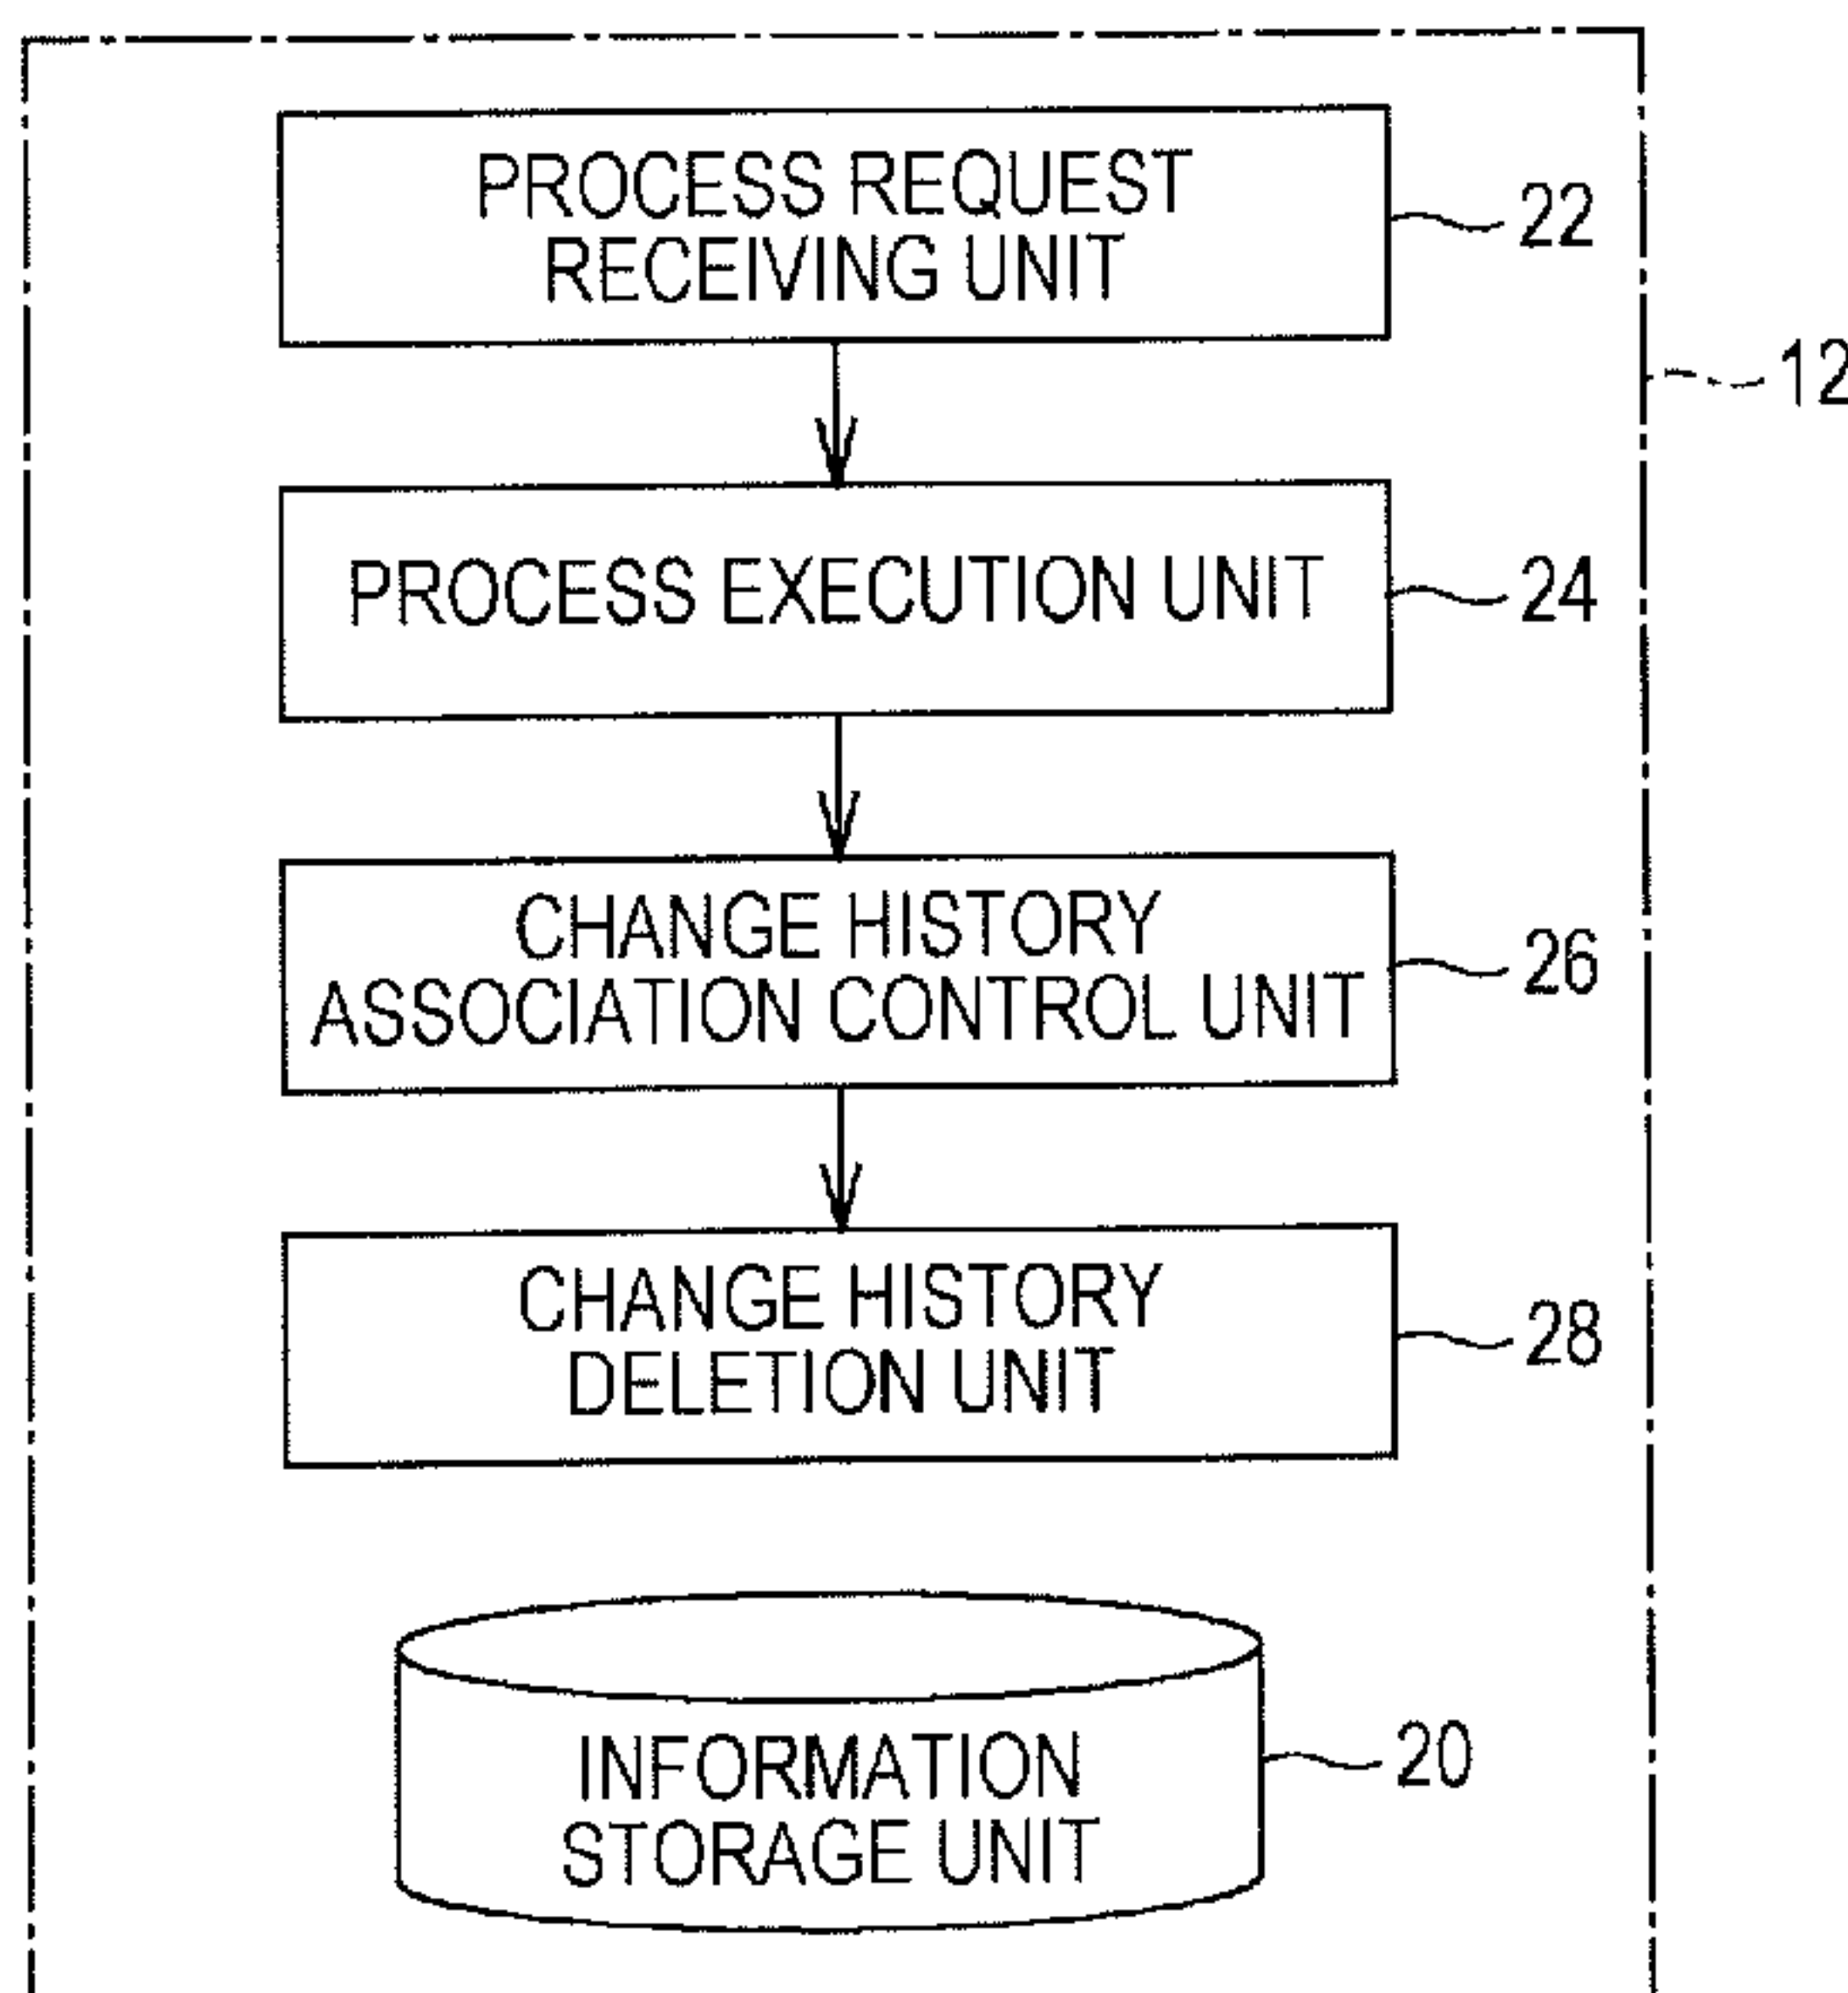 PROCESS REQUEST
RECEIVING UNIT
22
12
PROCESS EXECUTION UNIT
24
CHANGE HISTORY
ASSOCIATION CONTROL UNIT
26
CHANGE HISTORY
DELETION UNIT
28
INFORMATION
STORAGE UNIT
20